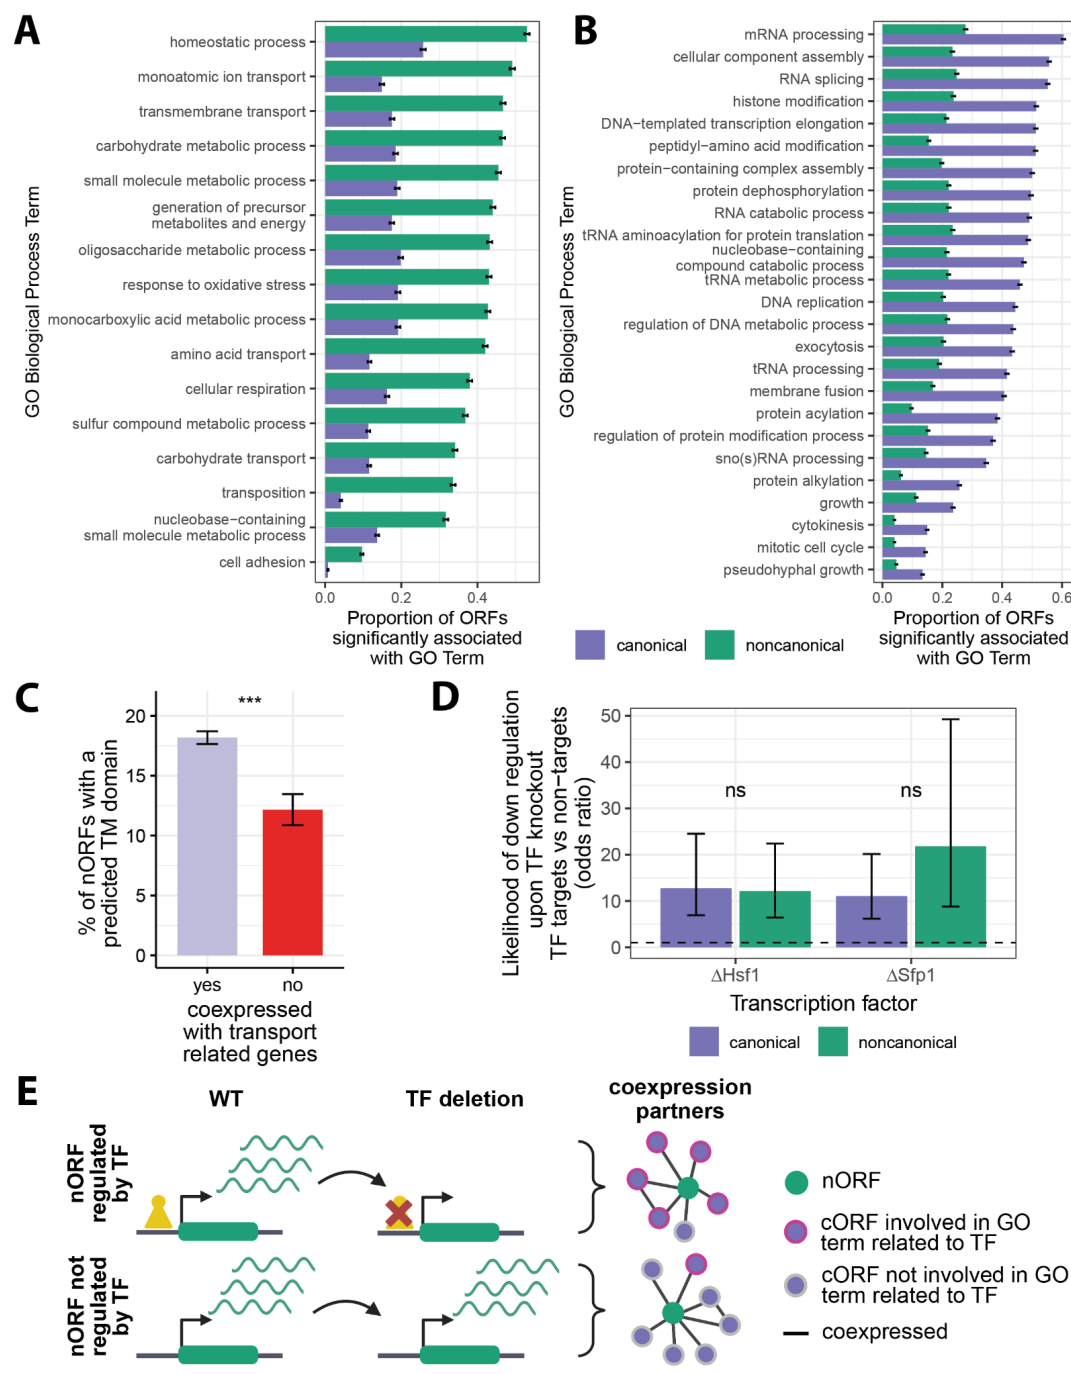 A
GO Biological Process Term
homeostatic process
monoatomic ion transport
transmembrane transport
carbohydrate metabolic process
small molecule metabolic process
generation of precursor
metabolites and energy
oligosaccharide metabolic process
response to oxidative stress
monocarboxylic acid metabolic process
amino acid transport
cellular respiration
sulfur compound metabolic process
carbohydrate transport
transposition
nucleobase−containing
small molecule metabolic process
cell adhesion
0.0 0.2 0.4
Proportion of ORFs
significantly associated
with GO Term
B
GO Biological Process Term
mRNA processing
cellular component assembly
RNA splicing
histone modification
DNA−templated transcription elongation
peptidyl−amino acid modification
protein−containing complex assembly
protein dephosphorylation
RNA catabolic process
tRNA aminoacylation for protein translation
nucleobase−containing
compound catabolic process
tRNA metabolic process
DNA replication
regulation of DNA metabolic process
exocytosis
tRNA processing
membrane fusion
protein acylation
regulation of protein modification process
sno(s)RNA processing
protein alkylation
growth
cytokinesis
mitotic cell cycle
pseudohyphal growth
0.0 0.2 0.4 0.6
Proportion of ORFs
significantly associated
with GO Term
canonical
noncanonical
C
% of nORFs with a
predicted TM domain
20
15
10
5
0
***
yes no
coexpressed
with transport
related genes
D
Likelihood of down regulation
upon TF knockout
TF targets vs non−targets
(odds ratio)
50
40
30
20
10
0
ns ns
ΔHsf1 ΔSfp1
Transcription factor
canonical
noncanonical
E
WT
TF deletion
coexpression
partners
nORF
regulated
by TF
nORF not
regulated
by TF
nORF
cORF involved in GO
term related to TF
cORF not involved in GO
term related to TF
coexpressed